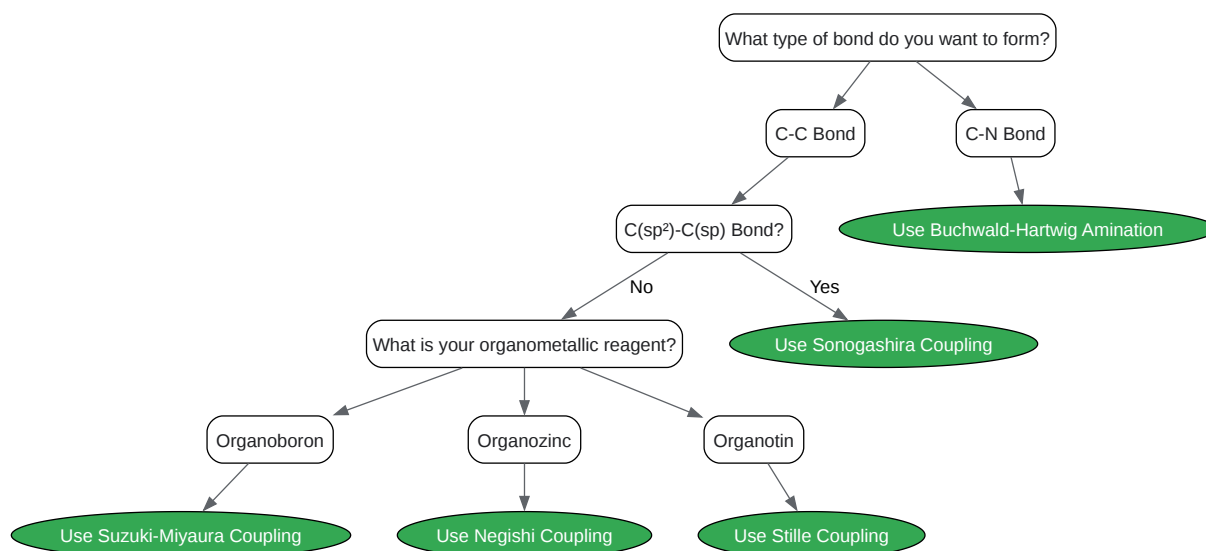 What type of bond do you want to form?
C-C Bond
C-N Bond
C(sp²)-C(sp) Bond?
Use Buchwald-Hartwig Amination
No
Yes
What is your organometallic reagent?
Use Sonogashira Coupling
Organoboron
Organozinc
Organotin
Use Suzuki-Miyaura Coupling
Use Negishi Coupling
Use Stille Coupling